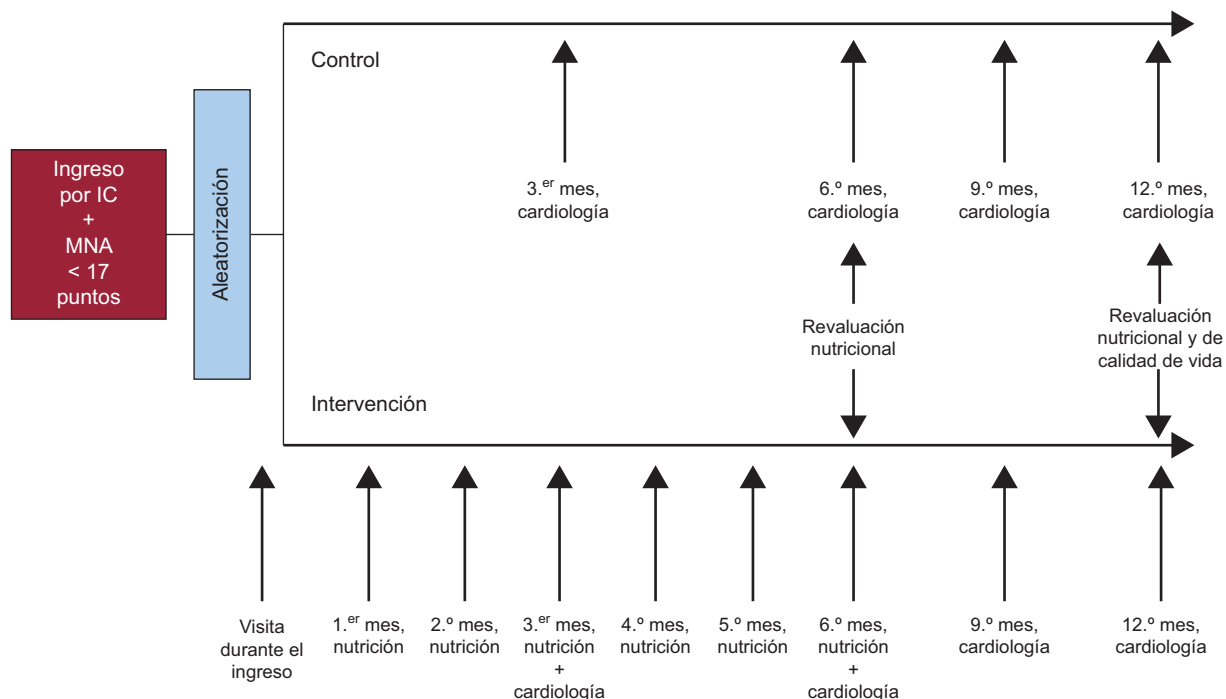 Control
Ingreso
por IC
+
MNA
< 17
puntos
Aleatorización
3.er mes,
cardiología
6.º mes,
cardiología
9.º mes,
cardiología
12.º mes,
cardiología
Revaluación
nutricional
Revaluación
nutricional y de
calidad de vida
Intervención
Visita
durante el
ingreso
1.er mes,
nutrición
2.º mes,
nutrición
3.er mes,
nutrición
+
cardiología
4.º mes,
nutrición
5.º mes,
nutrición
6.º mes,
nutrición
+
cardiología
9.º mes,
cardiología
12.º mes,
cardiología